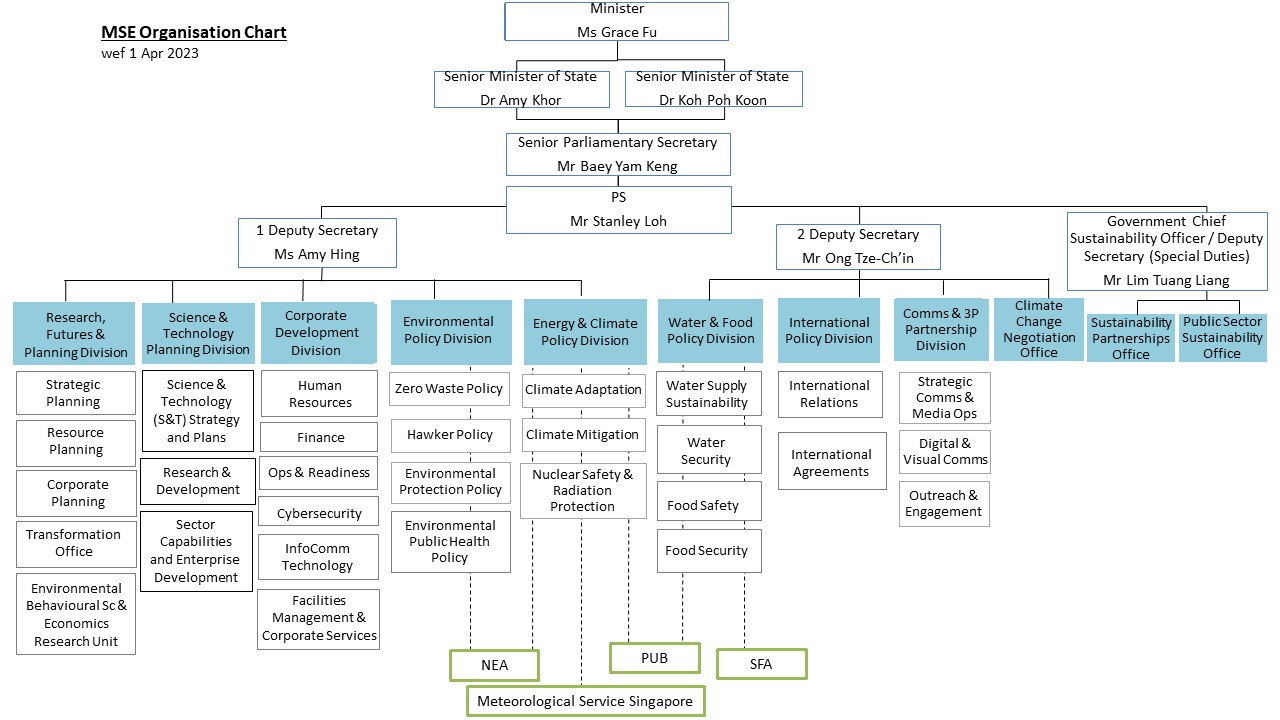 MSE Organisation Chart
wef 1 Apr 2023
Minister
Ms Grace Fu
Senior Minister of State
Dr Amy Khor
Senior Minister of State
Dr Koh Poh Koon
Senior Parliamentary Secretary
Mr Baey Yam Keng
PS
Mr Stanley Loh
1 Deputy Secretary
Ms Amy Hing
2 Deputy Secretary
Mr Ong Tze-Ch’in
Government Chief
Sustainability Officer / Deputy
Secretary (Special Duties)
Mr Lim Tuang Liang
Research,
Futures &
Planning Division
Strategic
Planning
Resource
Planning
Corporate
Planning
Transformation
Office
Environmental
Behavioural Sc &
Economics
Research Unit
Science &
Technology
Planning Division
Science &
Technology
(S&T) Strategy
and Plans
Research &
Development
Sector
Capabilities
and Enterprise
Development
Corporate
Development
Division
Human
Resources
Finance
Ops & Readiness
Cybersecurity
InfoComm
Technology
Facilities
Management &
Corporate Services
Environmental
Policy Division
Zero Waste Policy
Hawker Policy
Environmental
Protection Policy
Environmental
Public Health
Policy
Energy & Climate
Policy Division
Climate Adaptation
Climate Mitigation
Nuclear Safety &
Radiation
Protection
Water & Food
Policy Division
Water Supply
Sustainability
Water
Security
Food Safety
Food Security
International
Policy Division
International
Relations
International
Agreements
Comms & 3P
Partnership
Division
Strategic
Comms &
Media Ops
Digital &
Visual Comms
Outreach &
Engagement
Climate
Change
Negotiation
Office
Sustainability
Partnerships
Office
Public Sector
Sustainability
Office
NEA
PUB
SFA
Meteorological Service Singapore